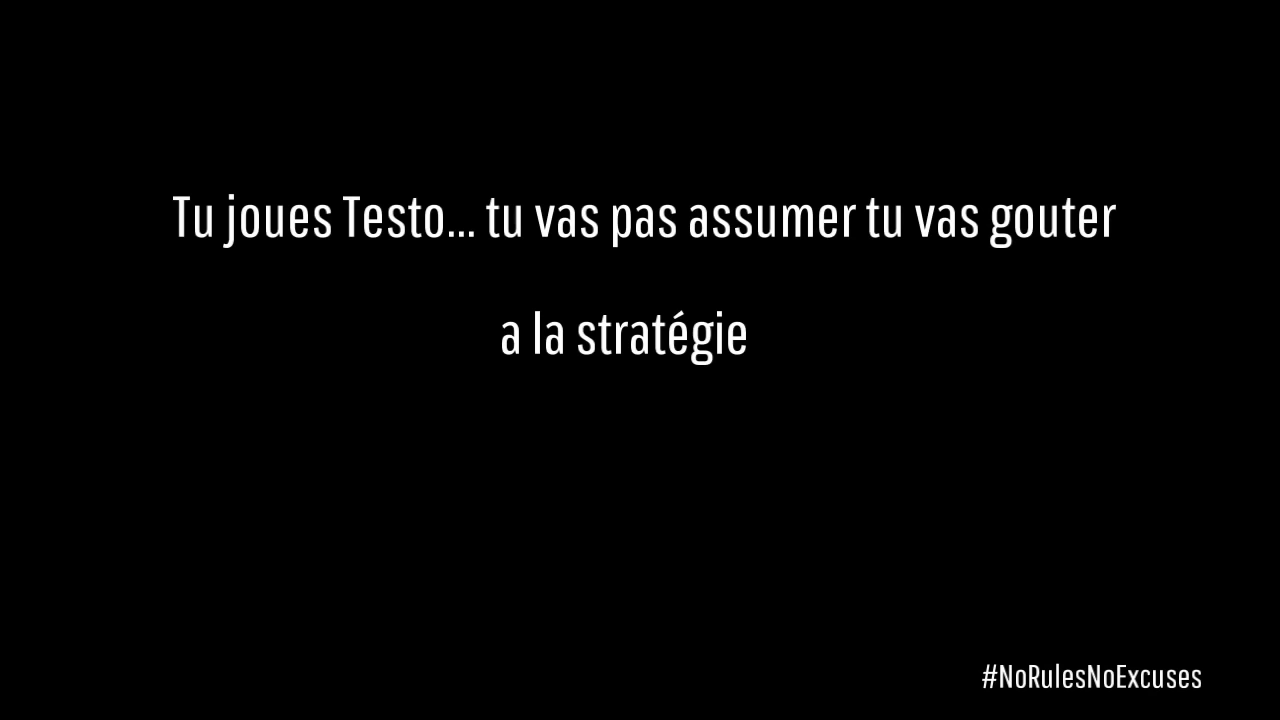 Tu joues Testo... tu vas pas assumer tu vas gouter
a la stratégie
#NoRulesNoExcuses